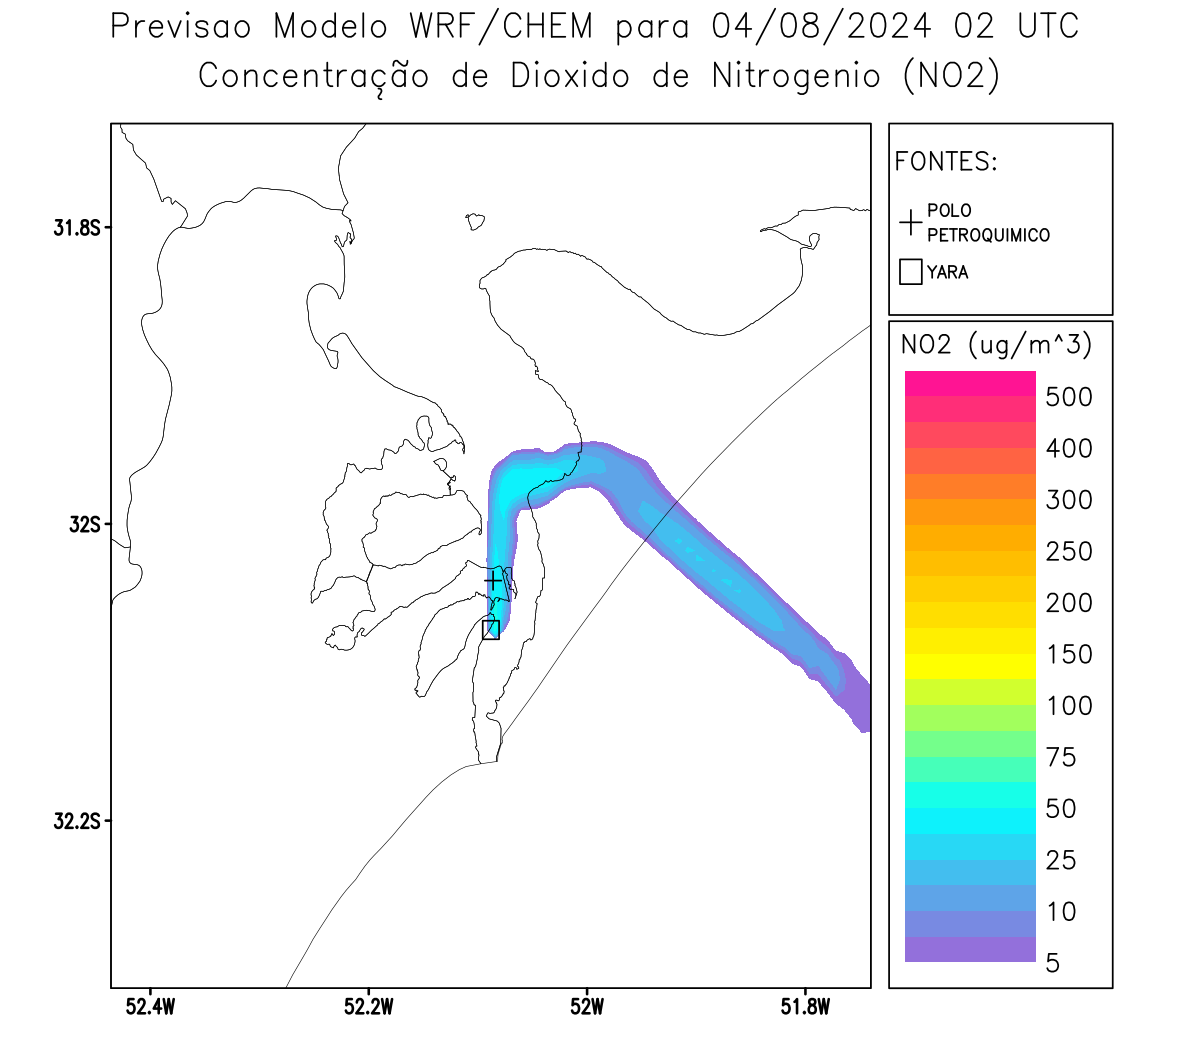 Previsao Modelo WRF/CHEM para 04/08/2024 02 UTC
Concentração de Dioxido de Nitrogenio (NO2)
FONTES:
POLO
PETROQUIMICO
YARA
NO2 (ug/m^3)
500
400
300
250
200
150
100
75
50
25
10
5
31.8S
32S
32.2S
52.4W
52.2W
52W
51.8W